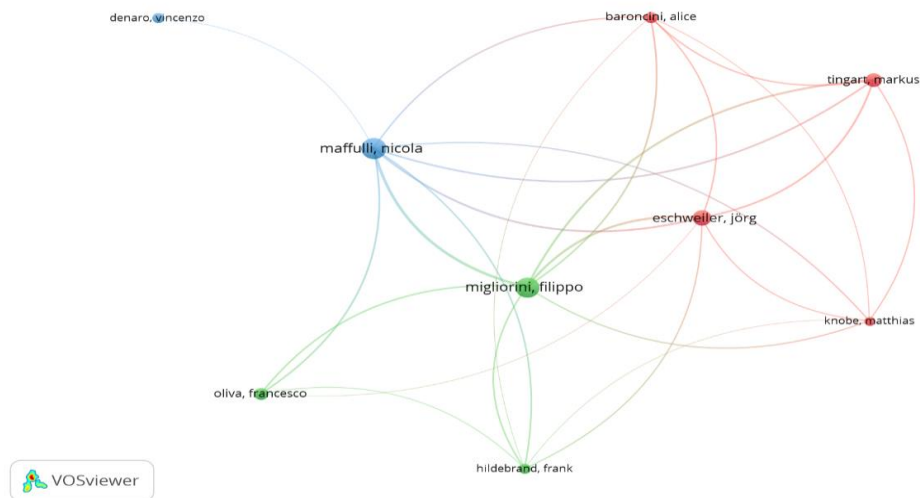 denaro, vincenzo
baroncini, alice
tingart, markus
maffulli, nicola
eschweiler, jörg
migliorini, filippo
knobe, matthias
oliva, francesco
hildebrand, frank
VOSviewer